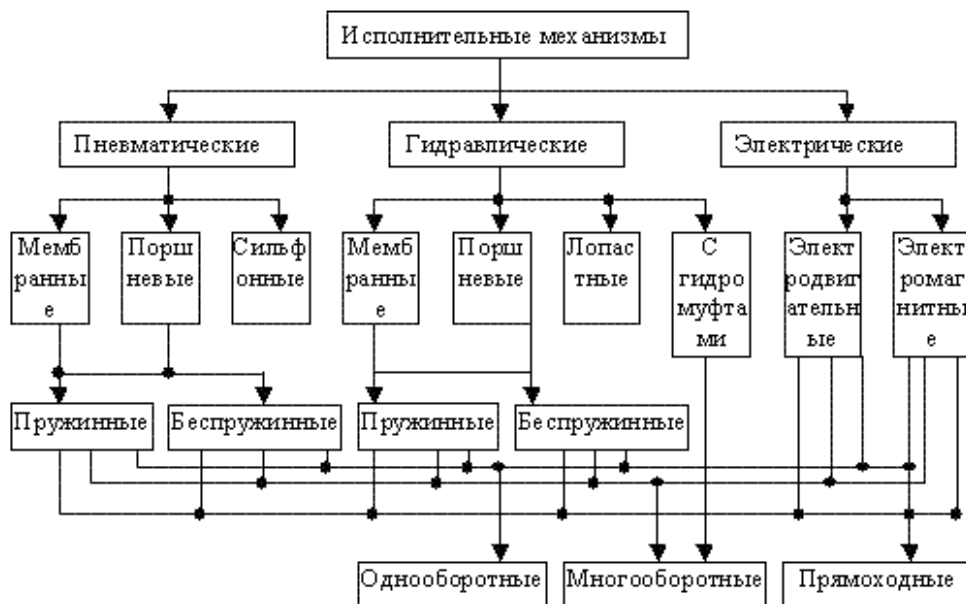 Исполнительные механизмы
Пневматические
Гидравлические
Электрические
Мемб
ранны
е
Порш
невые
Сильф
онные
Мемб
ранны
е
Порш
невые
Лопас
тные
С
гидро
муфта
ми
Элект
родвиг
ательн
ые
Элект
ромаг
нитны
е
Пружинные
Беспружинные
Пружинные
Беспружинные
Однооборотные
Многооборотные
Прямоходные